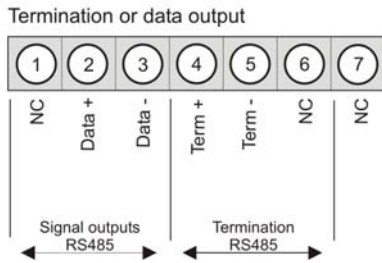 Termination or data output
1 2 3 4 5 6 7
NC Data + Data - Term + Term - NC NC
Signal outputs Termination
RS485 RS485